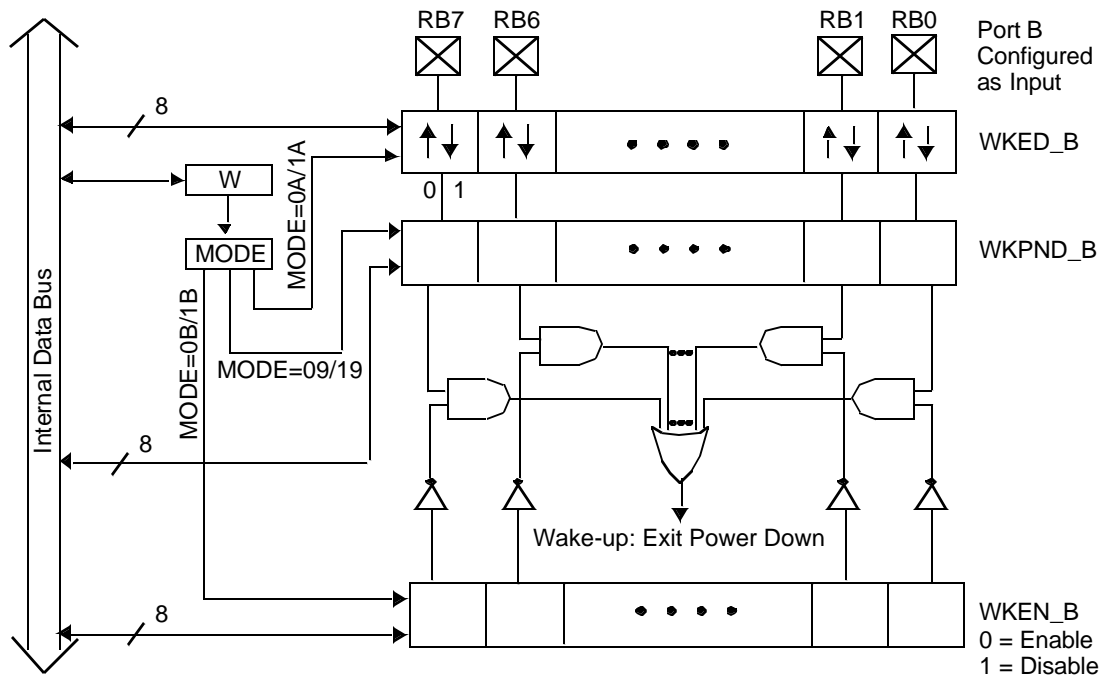 RB7 RB6 RB1 RB0
Port B
Configured
as Input
8
WKED_B
W
0 1
MODE=0A/1A
MODE
WKPND_B
MODE=0B/1B
MODE=09/19
Internal Data Bus
8
Wake-up: Exit Power Down
8
WKEN_B
0 = Enable
1 = Disable